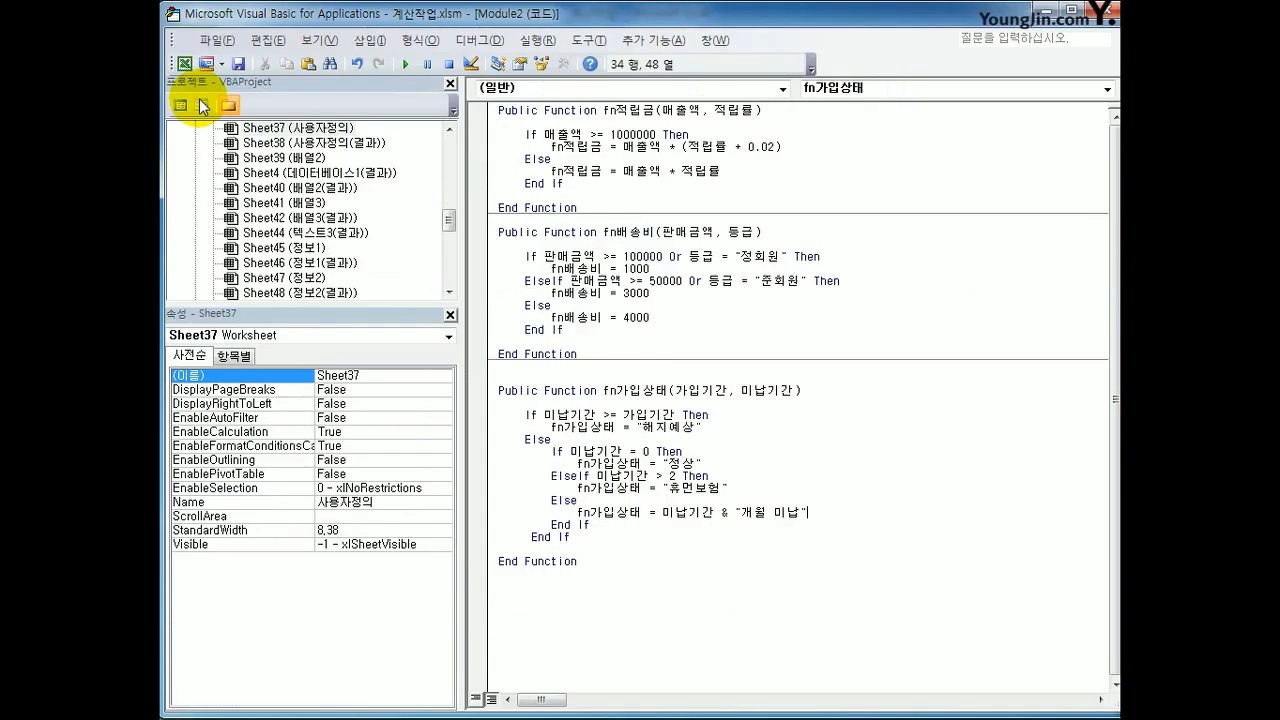 Microsoft Visual Basic for Applications - 계산작업.xlsm - [Module2 (코드)]
YoungJin.com Y.
파일(F) 편집(E) 보기(V) 삽입(I) 형식(O) 디버그(D) 실행(R) 도구(T) 추가 기능(A) 창(W)
질문을 입력하십시오.
34 행, 48 열
프로젝트 - VBAProject
Sheet37 (사용자정의)
Sheet38 (사용자정의(결과))
Sheet39 (배열2)
Sheet4 (데이터베이스1(결과))
Sheet40 (배열2(결과))
Sheet41 (배열3)
Sheet42 (배열3(결과))
Sheet44 (텍스트3(결과))
Sheet45 (정보1)
Sheet46 (정보1(결과))
Sheet47 (정보2)
Sheet48 (정보2(결과))
속성 - Sheet37
Sheet37 Worksheet
사전순 항목별
(이름) Sheet37
DisplayPageBreaks False
DisplayRightToLeft False
EnableAutoFilter False
EnableCalculation True
EnableFormatConditionsCa True
EnableOutlining False
EnablePivotTable False
EnableSelection 0 - xlNoRestrictions
Name 사용자정의
ScrollArea
StandardWidth 8,38
Visible -1 - xlSheetVisible
(일반) fn가입상태
Public Function fn적립금(매출액, 적립률)
If 매출액 >= 1000000 Then
fn적립금 = 매출액 * (적립률 + 0.02)
Else
fn적립금 = 매출액 * 적립률
End If
End Function
Public Function fn배송비(판매금액, 등급)
If 판매금액 >= 100000 Or 등급 = "정회원" Then
fn배송비 = 1000
ElseIf 판매금액 >= 50000 Or 등급 = "준회원" Then
fn배송비 = 3000
Else
fn배송비 = 4000
End If
End Function
Public Function fn가입상태(가입기간, 미납기간)
If 미납기간 >= 가입기간 Then
fn가입상태 = "해지예상"
Else
If 미납기간 = 0 Then
fn가입상태 = "정상"
ElseIf 미납기간 > 2 Then
fn가입상태 = "휴먼보험"
Else
fn가입상태 = 미납기간 & "개월 미납"
End If
End If
End Function